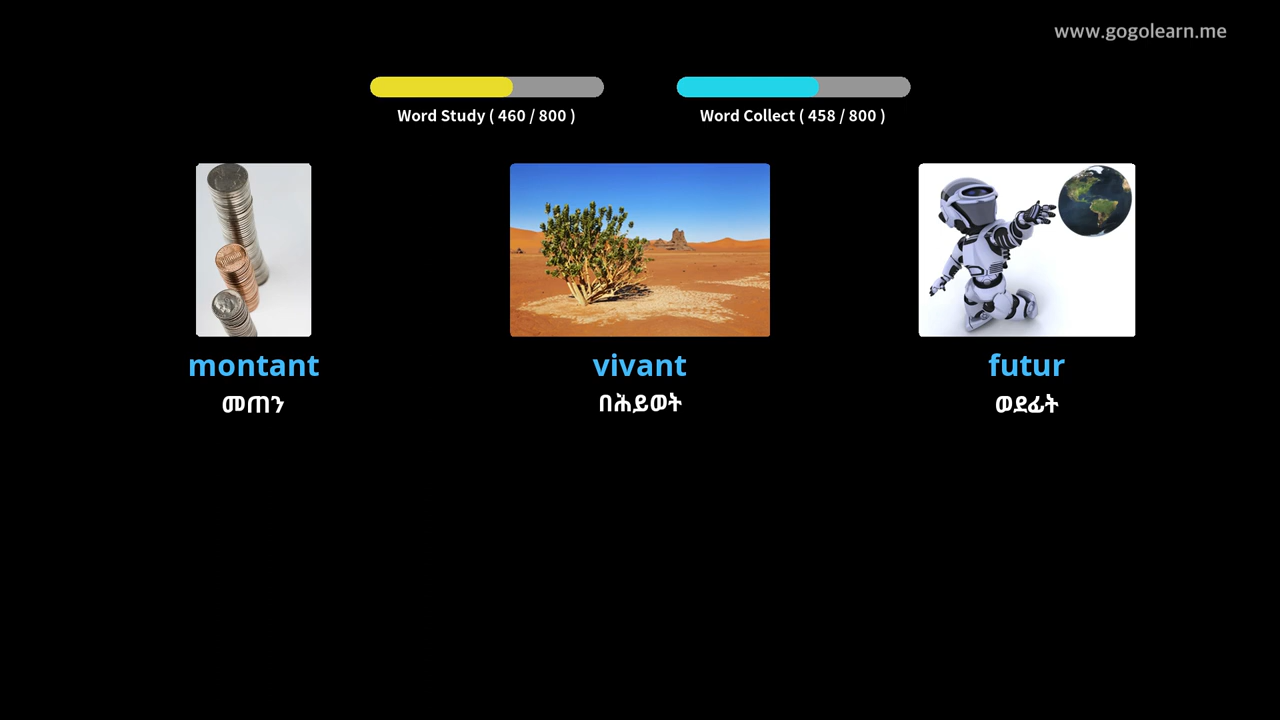 www.gogolearn.me
Word Study ( 460 / 800 )
Word Collect ( 458 / 800 )
montant
vivant
futur
መጠን
በሕይወት
ወደፊት